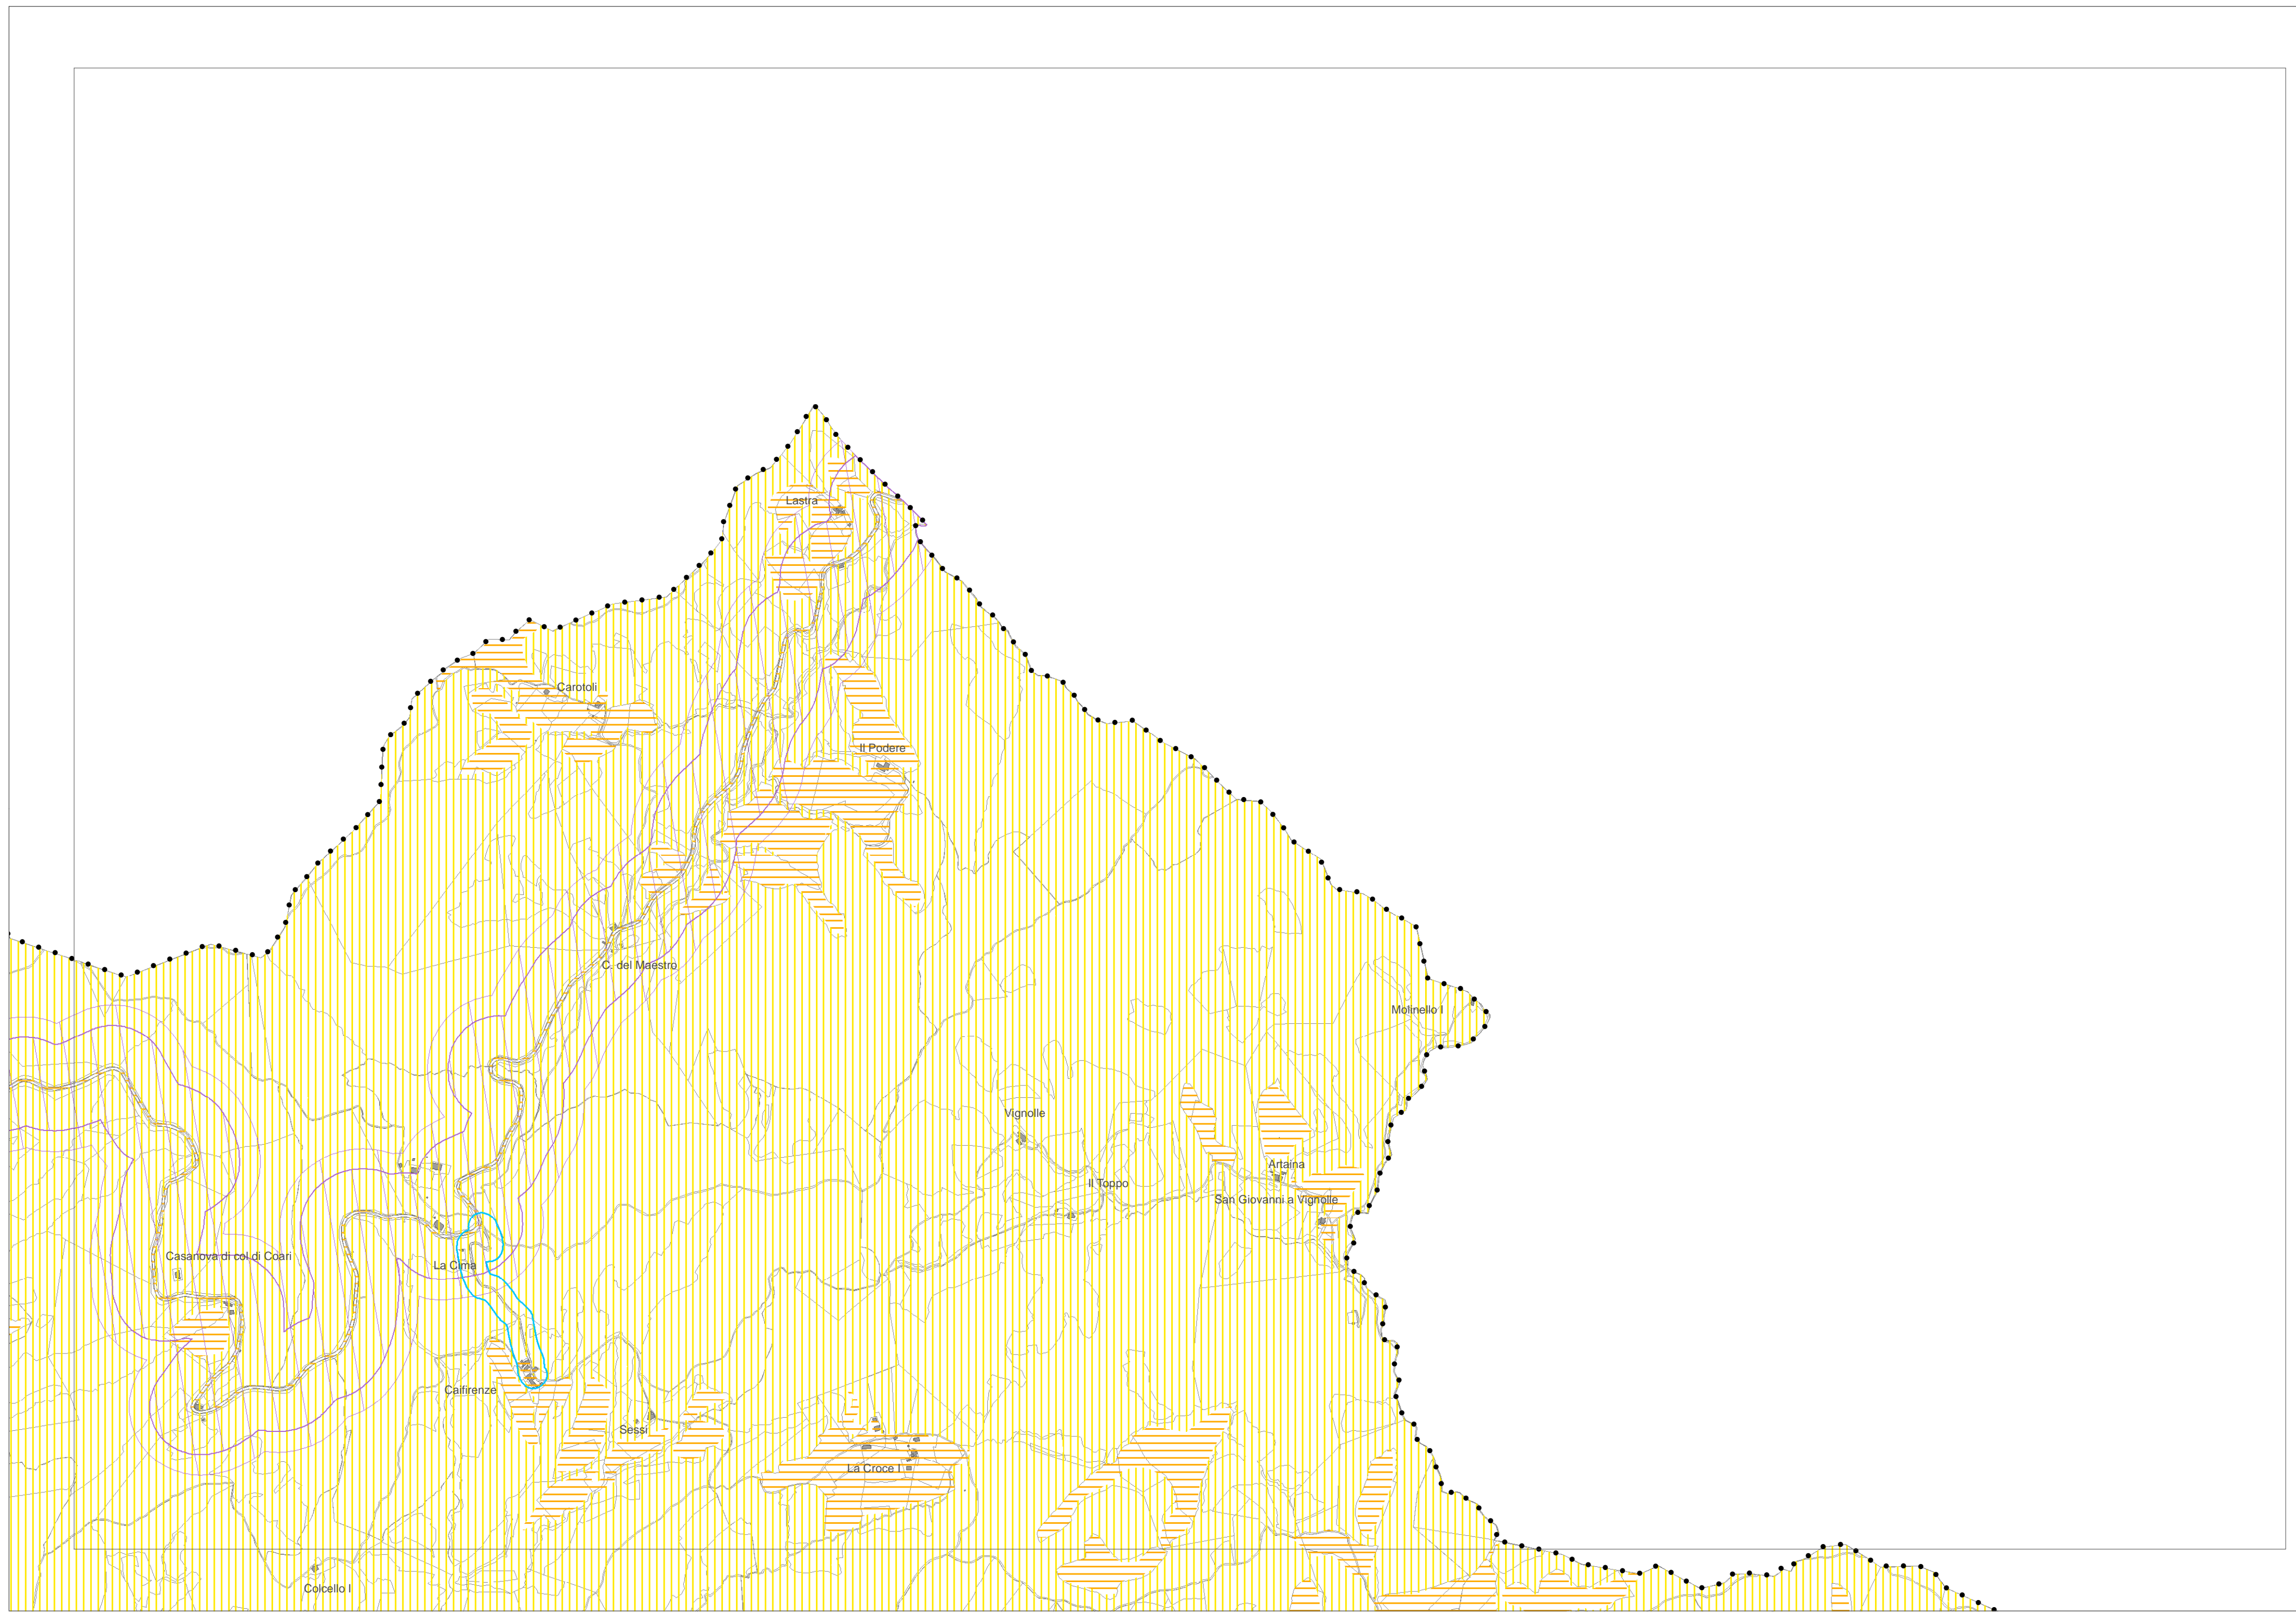 Lastra
Carotoli
Il Podere
C. del Maestro
Molinello I
Vignolle
Artaina
Il Toppo
San Giovanni a Vignolle
Casanova di col di Coari
La Cima
Caifirenze
Sessi
La Croce I
Colcello I